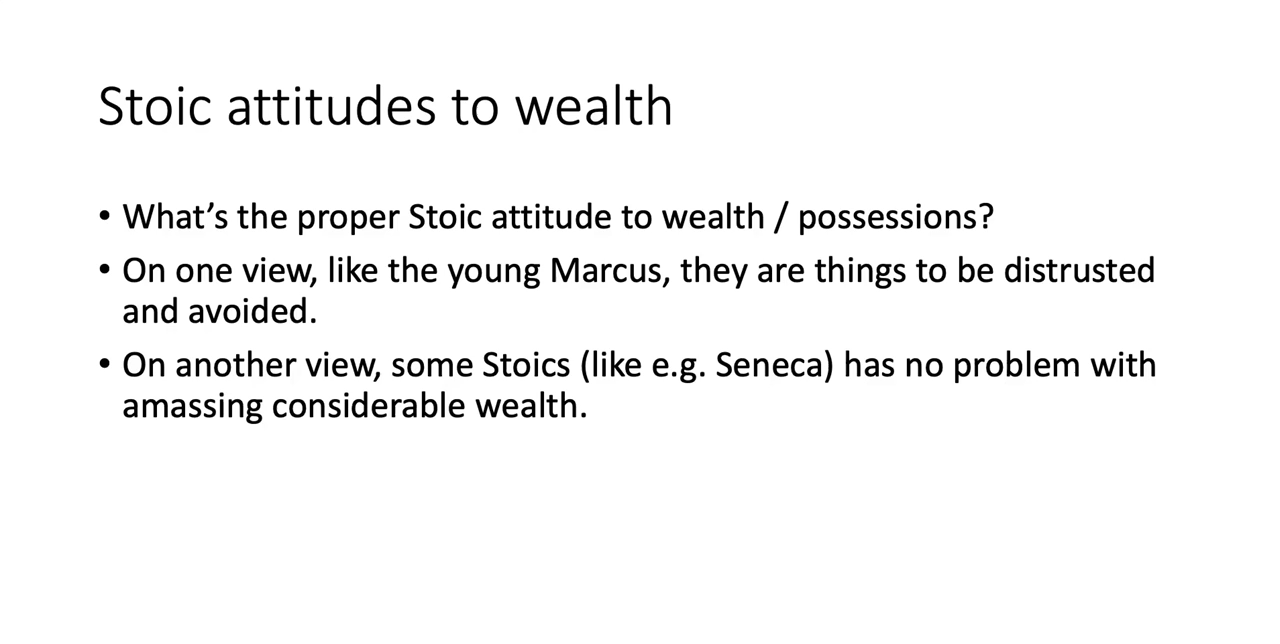 Stoic attitudes to wealth
• What’s the proper Stoic attitude to wealth / possessions?
• On one view, like the young Marcus, they are things to be distrusted
and avoided.
• On another view, some Stoics (like e.g. Seneca) has no problem with
amassing considerable wealth.